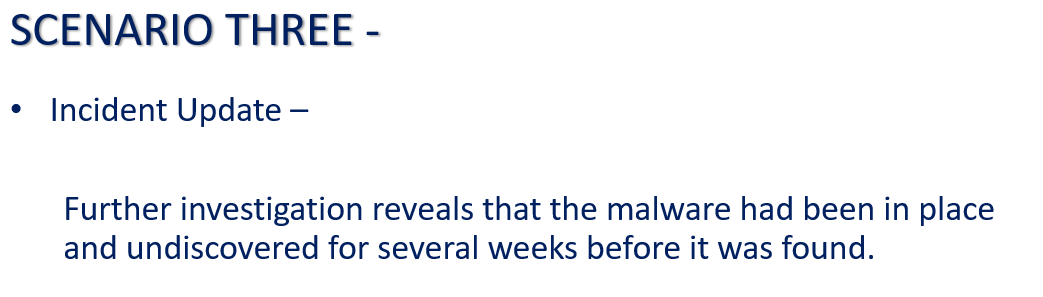 SCENARIO THREE -
• Incident Update –
Further investigation reveals that the malware had been in place
and undiscovered for several weeks before it was found.